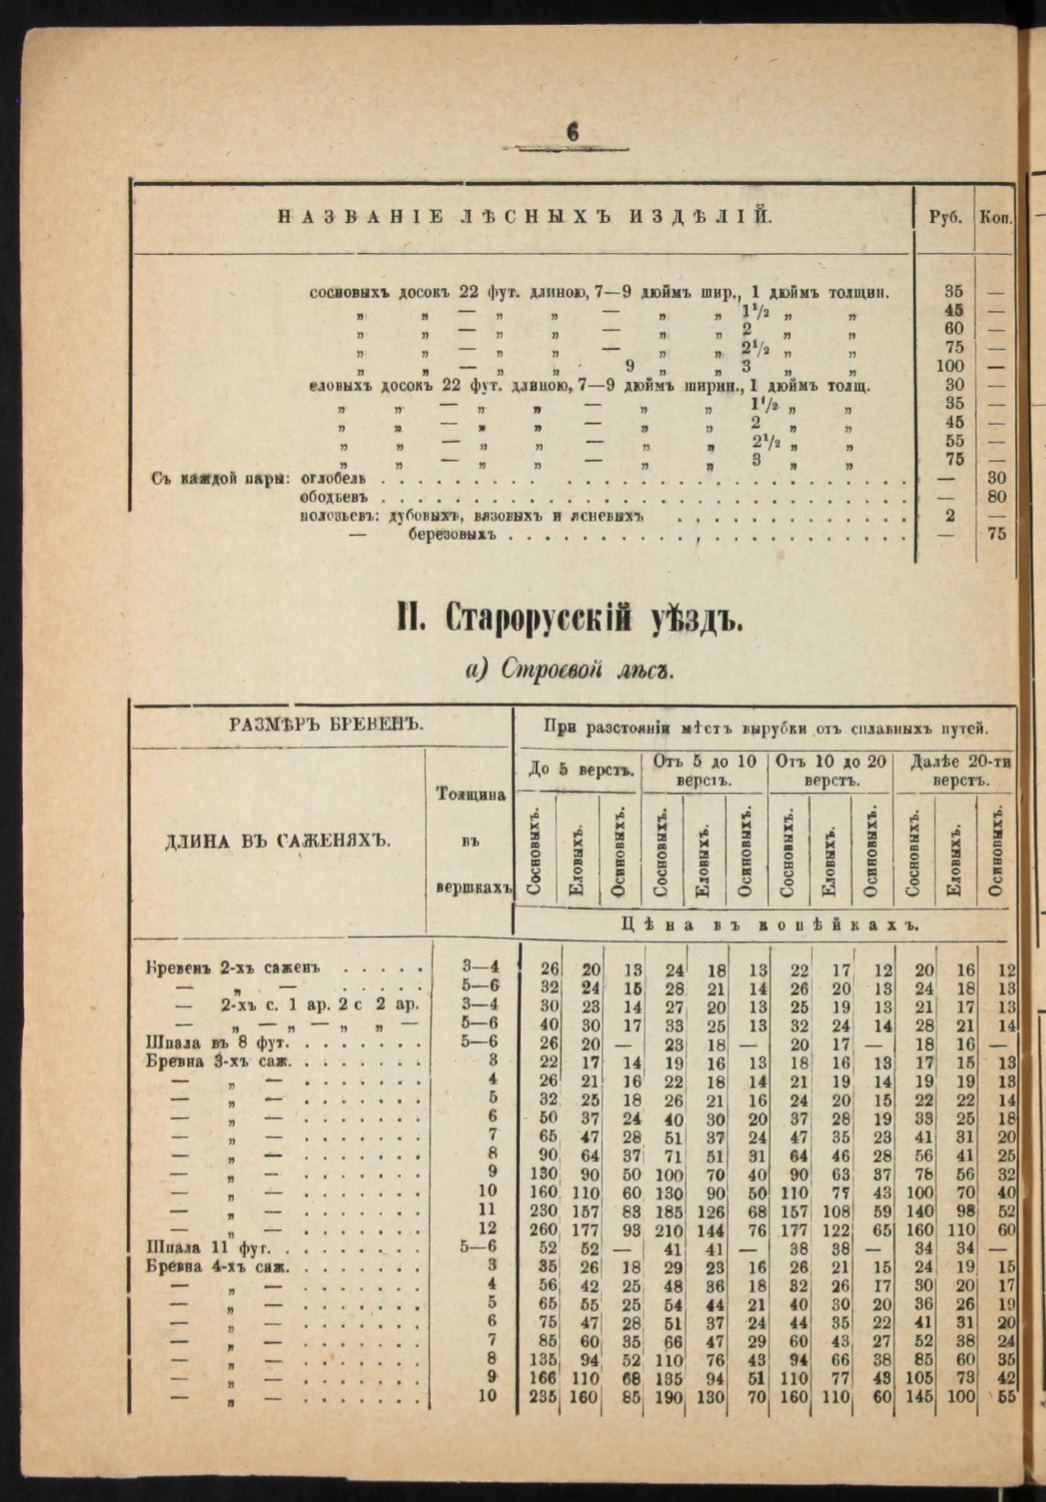 6
НАЗВАНІЕ ЛѢСНЫХЪ ИЗДѢЛІЙ. Руб. Коп.
сосновыхъ досокъ 22 фут. длиною, 7—9 дюймъ шир., 1 дюймъ толщин. 35 —
„ „ — „ „ — „ „ 1½ „ „ 45 —
„ „ — „ „ — „ „ 2 „ „ 60 —
„ „ — „ „ — „ „ 2½ „ „ 75 —
„ „ — „ „ 9 „ „ 3 „ „ 100 —
еловыхъ досокъ 22 фут. длиною, 7—9 дюймъ ширин., 1 дюймъ толщ. 30 —
„ „ — „ „ — „ „ 1½ „ „ 35 —
„ „ — „ „ — „ „ 2 „ „ 45 —
„ „ — „ „ — „ „ 2½ „ „ 55 —
„ „ — „ „ — „ „ 3 „ „ 75 —
Съ каждой пары: оглобель . . . . . — 30
ободьевъ . . . . . — 80
полозьевъ: дубовыхъ, вязовыхъ и ясневыхъ . . . . . 2 —
— березовыхъ . . . . . — 75
II. Старорусскій уѣздъ.
а) Строевой лѣсъ.
РАЗМѢРЪ БРЕВЕНЪ. При разстояніи мѣстъ вырубки отъ сплавныхъ путей.
ДЛИНА ВЪ САЖЕНЯХЪ. Толщина въ вершкахъ До 5 верстъ. Отъ 5 до 10 верстъ. Отъ 10 до 20 верстъ. Далѣе 20-ти верстъ.
Сосновыхъ. Еловыхъ. Осиновыхъ. Сосновыхъ. Еловыхъ. Осиновыхъ. Сосновыхъ. Еловыхъ. Осиновыхъ. Сосновыхъ. Еловыхъ. Осиновыхъ.
Цѣна въ копѣйкахъ.
Бревенъ 2-хъ саженъ . . . . . 3—4 26 20 13 24 18 13 22 17 12 20 16 12
— „ — . . . . . 5—6 32 24 15 28 21 14 26 20 13 24 18 13
— 2-хъ с. 1 ар. 2 с 2 ар. 3—4 30 23 14 27 20 13 25 19 13 21 17 13
— „ — „ — „ „ — 5—6 40 30 17 33 25 13 32 24 14 28 21 14
Шпала въ 8 фут. . . . . . . . 5—6 26 20 — 23 18 — 20 17 — 18 16 —
Бревна 3-хъ саж. . . . . . . . 3 22 17 14 19 16 13 18 16 13 17 15 13
— „ — . . . . . . . 4 26 21 16 22 18 14 21 19 14 19 19 13
— „ — . . . . . . . 5 32 25 18 26 21 16 24 20 15 22 22 14
— „ — . . . . . . . 6 50 37 24 40 30 20 37 28 19 33 25 18
— „ — . . . . . . . 7 65 47 28 51 37 24 47 35 23 41 31 20
— „ — . . . . . . . 8 90 64 37 71 51 31 64 46 28 56 41 25
— „ — . . . . . . . 9 130 90 50 100 70 40 90 63 37 78 56 32
— „ — . . . . . . . 10 160 110 60 130 90 50 110 77 43 100 70 40
— „ — . . . . . . . 11 230 157 83 185 126 68 157 108 59 140 98 52
— „ — . . . . . . . 12 260 177 93 210 144 76 177 122 65 160 110 60
Шпала 11 фут. . . . . . . . . 5—6 52 52 — 41 41 — 38 38 — 34 34 —
Бревна 4-хъ саж. . . . . . . . 3 35 26 18 29 23 16 26 21 15 24 19 15
— „ — . . . . . . . 4 56 42 25 48 36 18 32 26 17 30 20 17
— „ — . . . . . . . 5 65 55 25 54 44 21 40 30 20 36 26 19
— „ — . . . . . . . 6 75 47 28 51 37 24 44 35 22 41 31 20
— „ — . . . . . . . 7 85 60 35 66 47 29 60 43 27 52 38 24
— „ — . . . . . . . 8 135 94 52 110 76 43 94 66 38 85 60 35
— „ — . . . . . . . 9 166 110 68 135 94 51 110 77 43 105 73 42
— „ — . . . . . . . 10 235 160 85 190 130 70 160 110 60 145 100 55